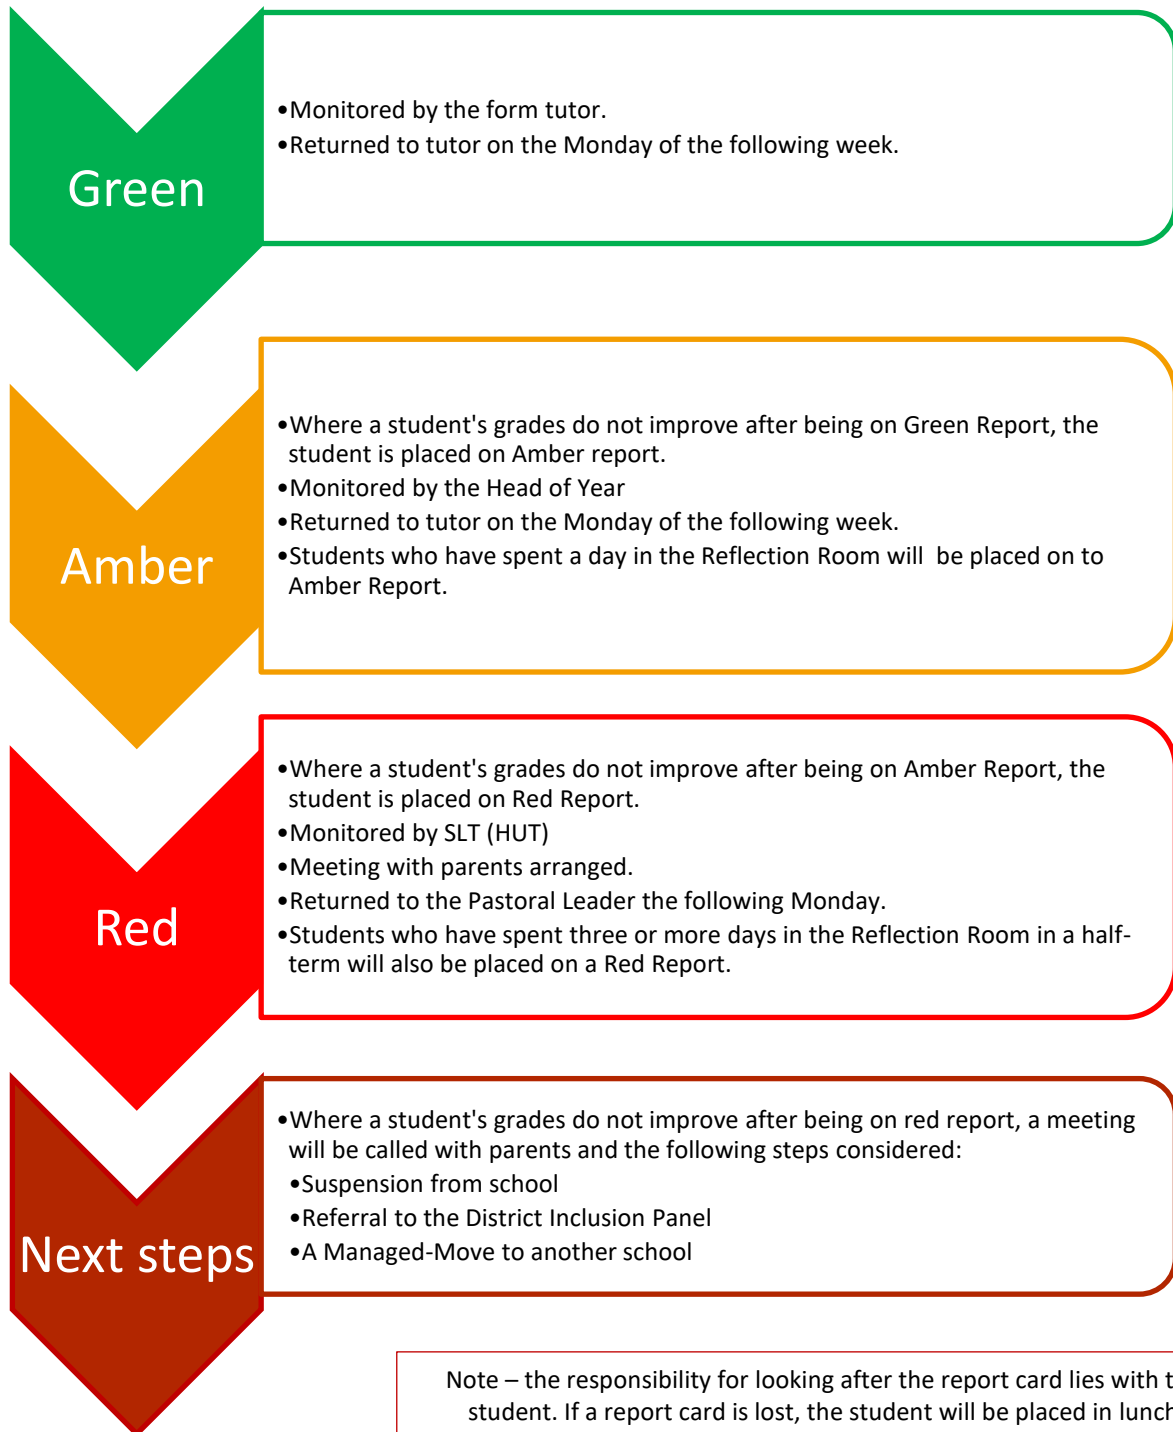 Green
•Monitored by the form tutor.
•Returned to tutor on the Monday of the following week.
Amber
•Where a student's grades do not improve after being on Green Report, the
student is placed on Amber report.
•Monitored by the Head of Year
•Returned to tutor on the Monday of the following week.
•Students who have spent a day in the Reflection Room will  be placed on to
Amber Report.
Red
•Where a student's grades do not improve after being on Amber Report, the
student is placed on Red Report.
•Monitored by SLT (HUT)
•Meeting with parents arranged.
•Returned to the Pastoral Leader the following Monday.
•Students who have spent three or more days in the Reflection Room in a half-
term will also be placed on a Red Report.
Next steps
•Where a student's grades do not improve after being on red report, a meeting
will be called with parents and the following steps considered:
•Suspension from school
•Referral to the District Inclusion Panel
•A Managed-Move to another school
Note – the responsibility for looking after the report card lies with
student. If a report card is lost, the student will be placed in lunch